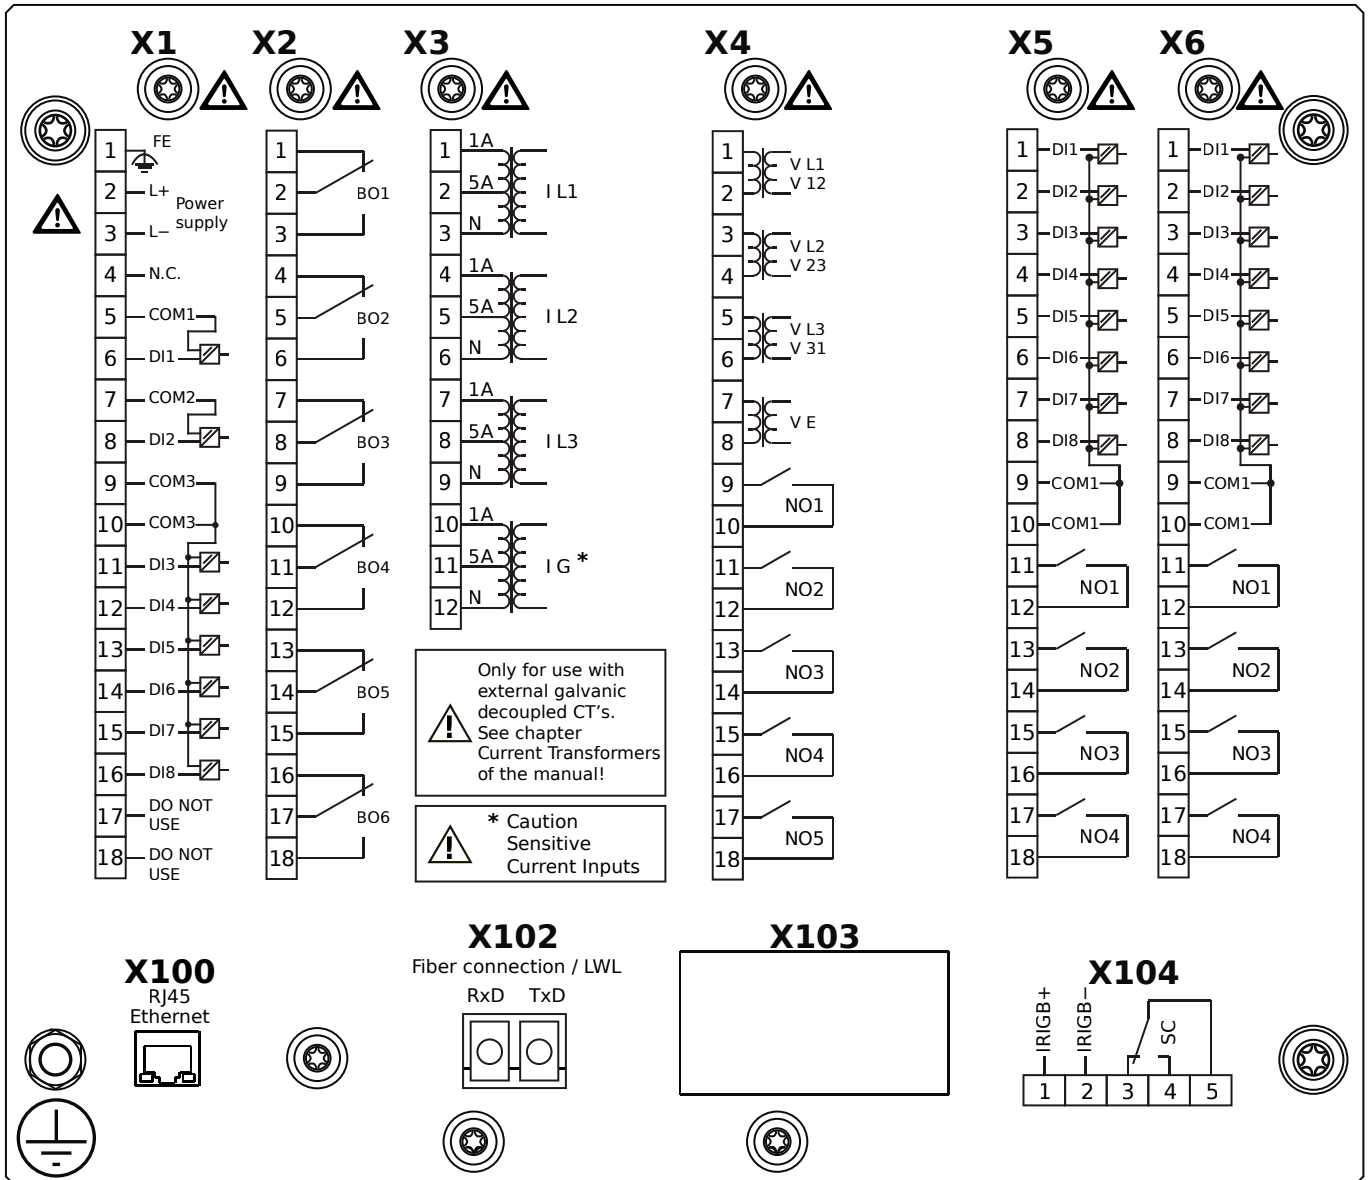 X1
X2
X3
X4
X5
X6
1
FE
2
L+
Power
supply
3
L−
4
N.C.
5
COM1
6
DI1
7
COM2
8
DI2
9
COM3
10
COM3
11
DI3
12
DI4
13
DI5
14
DI6
15
DI7
16
DI8
17
DO NOT
USE
18
DO NOT
USE
1
2
BO1
3
4
5
BO2
6
7
8
BO3
9
10
11
BO4
12
13
14
BO5
15
16
17
BO6
18
1
1A
2
5A
I L1
3
N
4
1A
5
5A
I L2
6
N
7
1A
8
5A
I L3
9
N
10
1A
11
5A
I G *
12
N
Only for use with
external galvanic
decoupled CT's.
See chapter
Current Transformers
of the manual!
* Caution
Sensitive
Current Inputs
1
V L1
2
V 12
3
V L2
4
V 23
5
V L3
6
V 31
7
V E
8
9
NO1
10
11
NO2
12
13
NO3
14
15
NO4
16
17
NO5
18
1
DI1
2
DI2
3
DI3
4
DI4
5
DI5
6
DI6
7
DI7
8
DI8
9
COM1
10
COM1
11
NO1
12
13
NO2
14
15
NO3
16
17
NO4
18
1
DI1
2
DI2
3
DI3
4
DI4
5
DI5
6
DI6
7
DI7
8
DI8
9
COM1
10
COM1
11
NO1
12
13
NO2
14
15
NO3
16
17
NO4
18
X100
RJ45
Ethernet
X102
Fiber connection / LWL
RxD TxD
X103
X104
IRIGB+
IRIGB−
SC
1 2 3 4 5